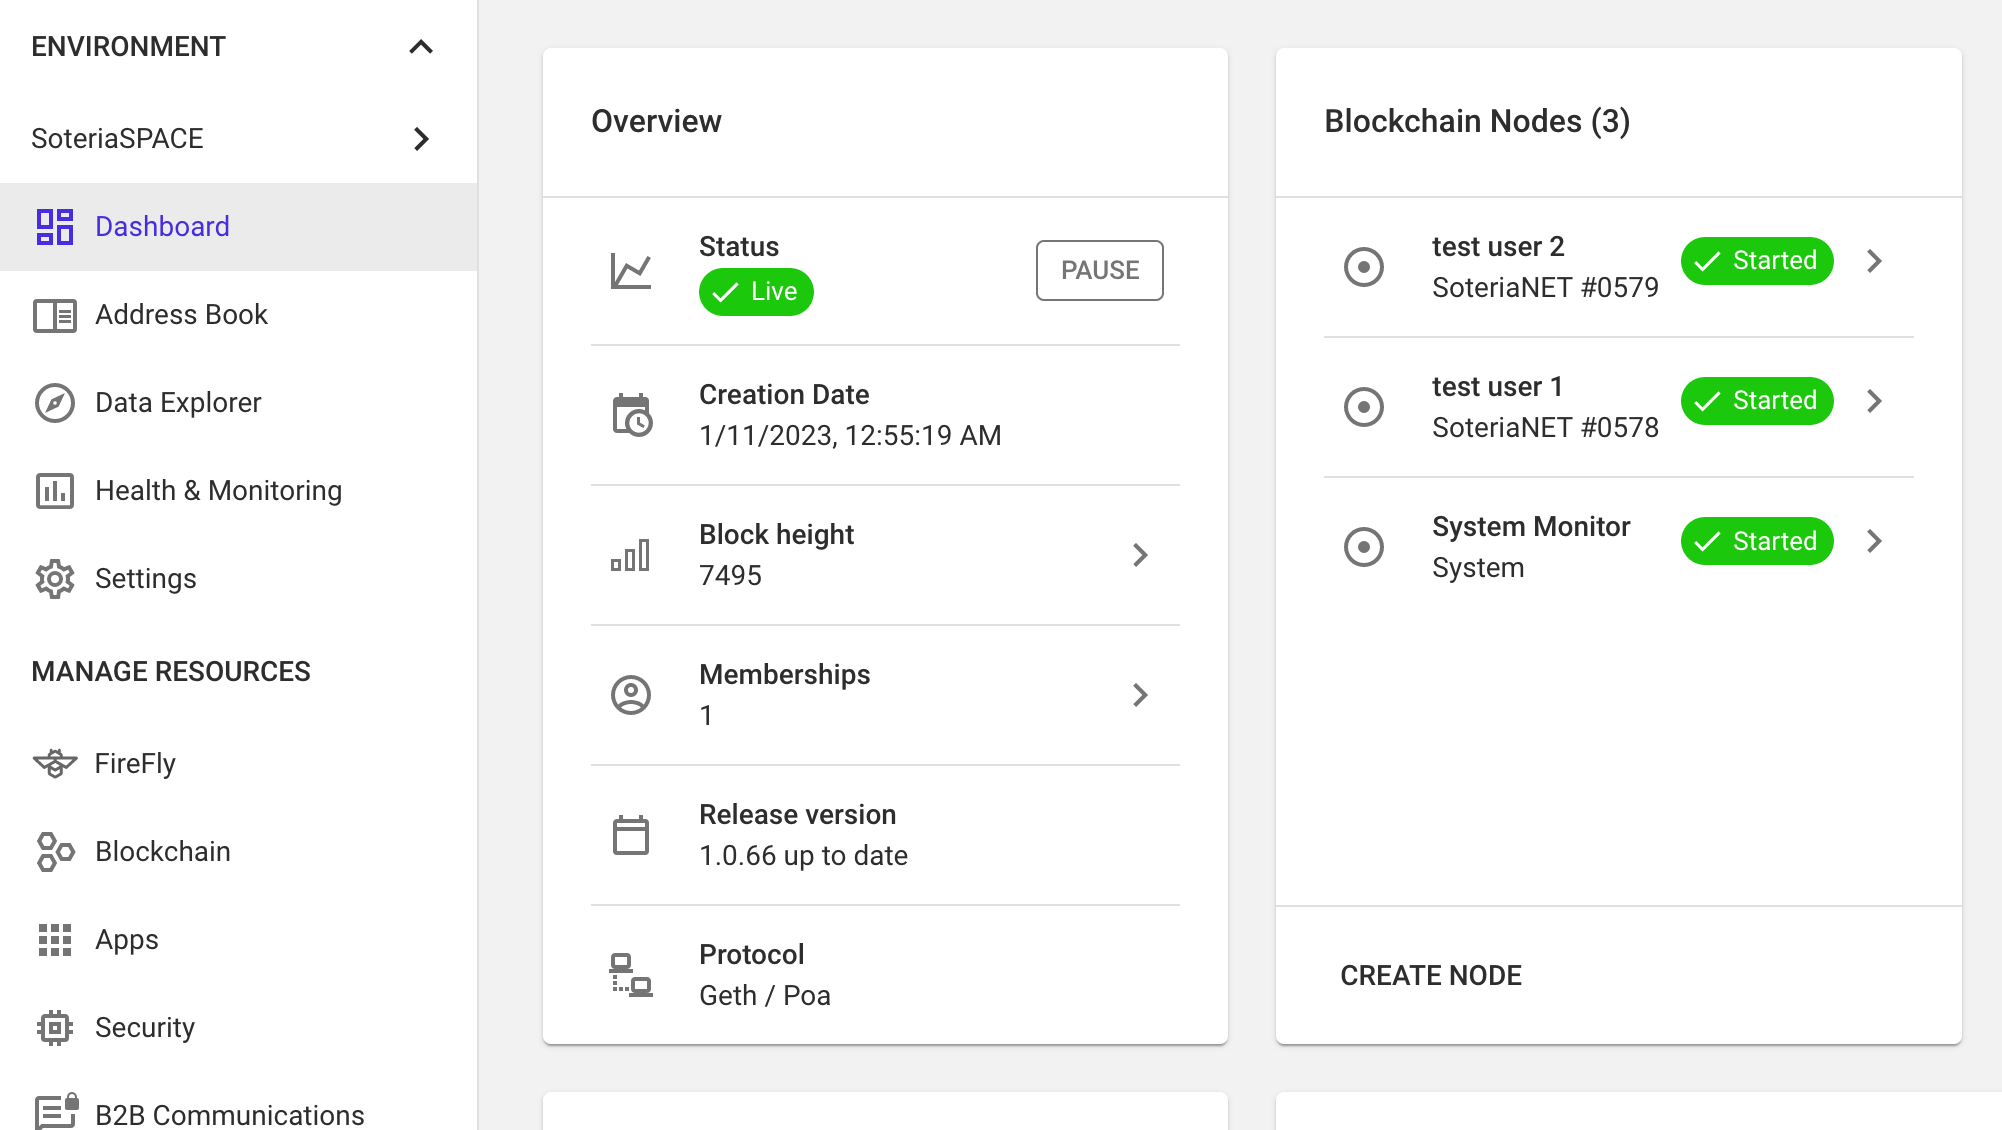 ENVIRONMENT
SoteriaSPACE
Dashboard
Address Book
Data Explorer
Health & Monitoring
Settings
MANAGE RESOURCES
FireFly
Blockchain
Apps
Security
B2B Communications
Overview
Status
Live
PAUSE
Creation Date
1/11/2023, 12:55:19 AM
Block height
7495
Memberships
1
Release version
1.0.66 up to date
Protocol
Geth / Poa
Blockchain Nodes (3)
test user 2
SoteriaNET #0579
Started
test user 1
SoteriaNET #0578
Started
System Monitor
System
Started
CREATE NODE